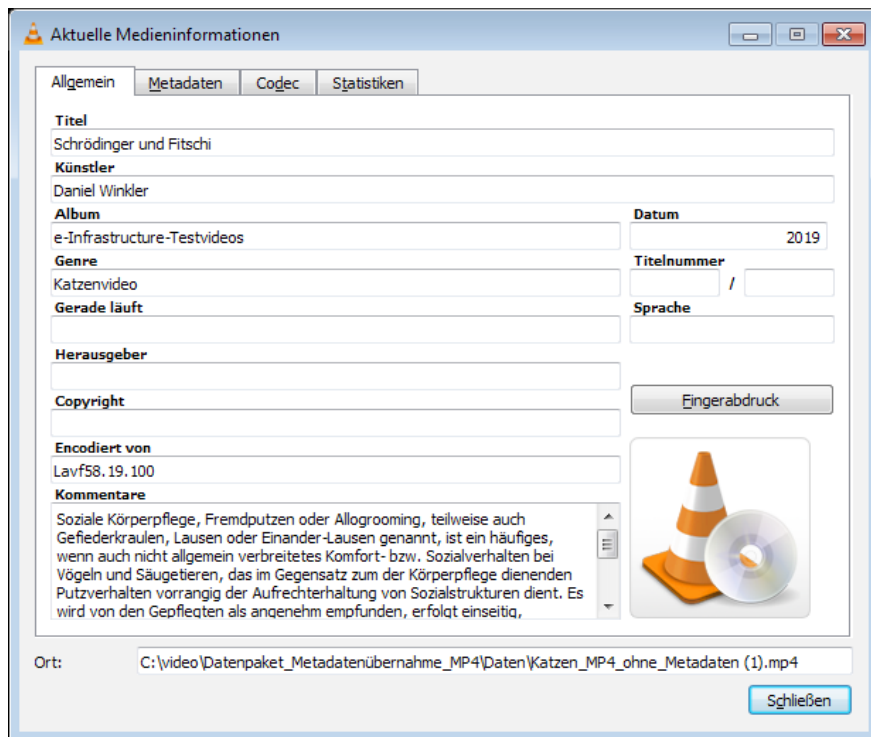 Aktuelle Medieninformationen
Allgemein Metadaten Codec Statistiken
Titel
Schrödinger und Fitschi
Künstler
Daniel Winkler
Album Datum
e-Infrastructure-Testvideos 2019
Genre Titelnummer
Katzenvideo /
Gerade läuft Sprache
Herausgeber
Copyright
Fingerabdruck
Encodiert von
Lavf58.19.100
Kommentare
Soziale Körperpflege, Fremdputzen oder Allogrooming, teilweise auch
Gefiederkraulen, Lausen oder Einander-Lausen genannt, ist ein häufiges,
wenn auch nicht allgemein verbreitetes Komfort- bzw. Sozialverhalten bei
Vögeln und Säugetieren, das im Gegensatz zum der Körperpflege dienenden
Putzverhalten vorrangig der Aufrechterhaltung von Sozialstrukturen dient. Es
wird von den Gepflegten als angenehm empfunden, erfolgt einseitig,
Ort: C:\video\Datenpaket_Metadatenübernahme_MP4\Daten\Katzen_MP4_ohne_Metadaten (1).mp4
Schließen